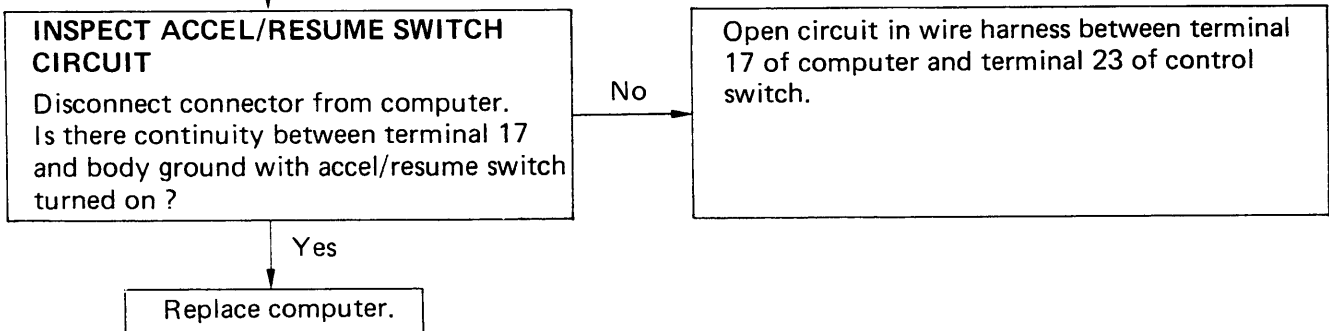 INSPECT ACCEL/RESUME SWITCH
CIRCUIT
Disconnect connector from computer.
Is there continuity between terminal 17
and body ground with accel/resume switch
turned on ?
No
Open circuit in wire harness between terminal
17 of computer and terminal 23 of control
switch.
Yes
Replace computer.